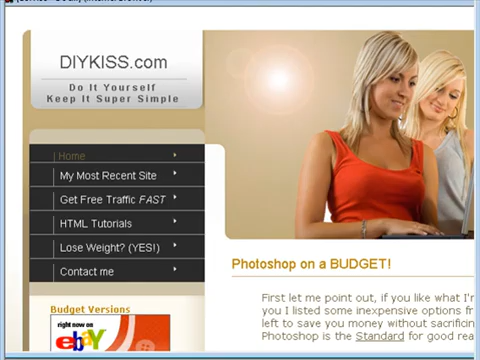 DIYKISS.com
Do It Yourself
Keep It Super Simple
Home
My Most Recent Site
Get Free Traffic FAST
HTML Tutorials
Lose Weight? (YES!)
Contact me
Photoshop on a BUDGET!
First let me point out, if you like what I'm
you I listed some inexpensive options fr
left to save you money without sacrificin
Photoshop is the Standard for good rea
Budget Versions
right now on
ebay